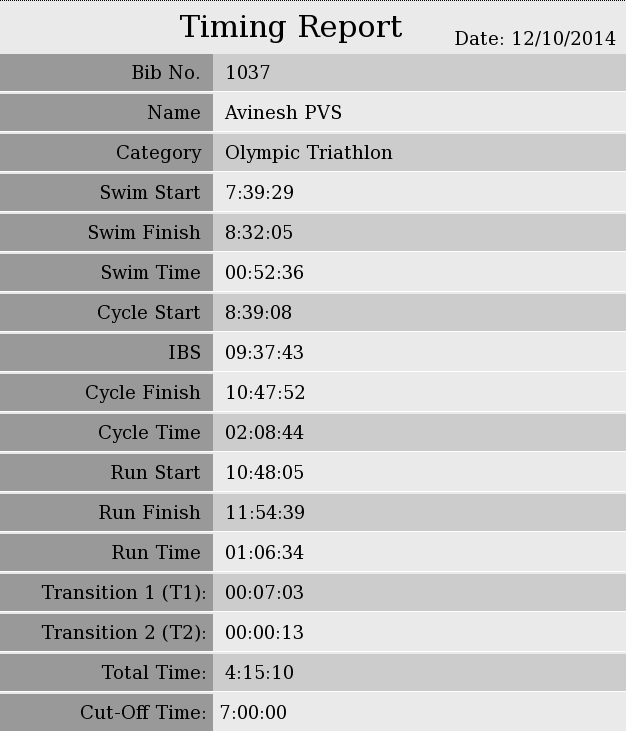 Timing Report
Date: 12/10/2014
Bib No. 1037
Name Avinesh PVS
Category Olympic Triathlon
Swim Start 7:39:29
Swim Finish 8:32:05
Swim Time 00:52:36
Cycle Start 8:39:08
IBS 09:37:43
Cycle Finish 10:47:52
Cycle Time 02:08:44
Run Start 10:48:05
Run Finish 11:54:39
Run Time 01:06:34
Transition 1 (T1): 00:07:03
Transition 2 (T2): 00:00:13
Total Time: 4:15:10
Cut-Off Time: 7:00:00